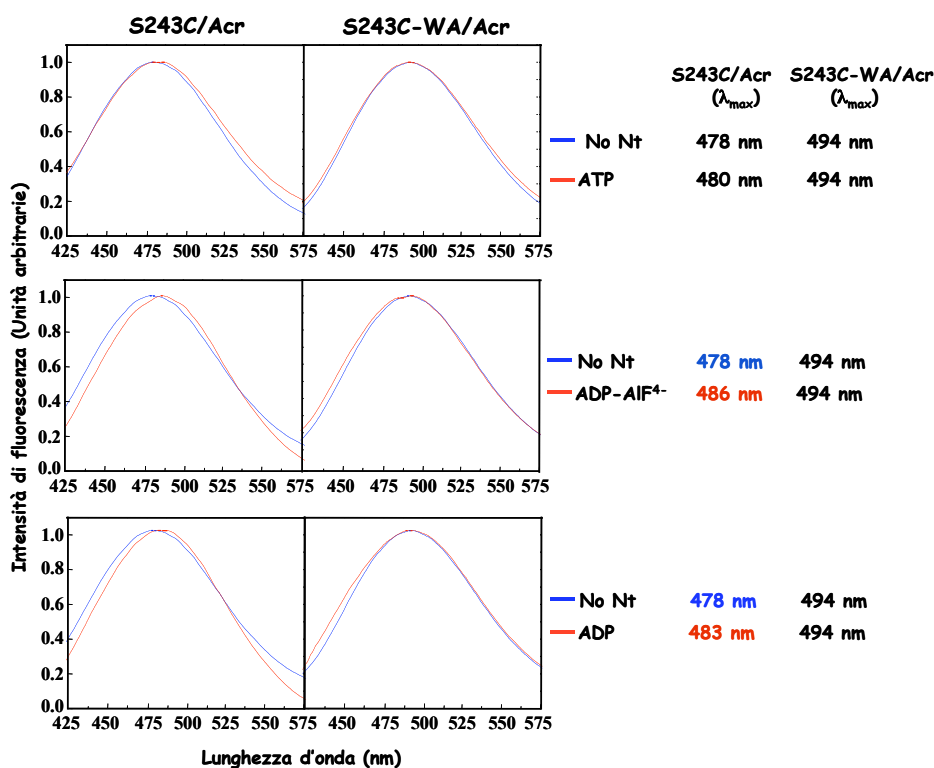 S243C/Acr S243C-WA/Acr
S243C/Acr S243C-WA/Acr
(λmax) (λmax)
Intensità di fluorescenza (Unità arbitrarie)
1.0
0.8
0.6
0.4
0.2
0.0
425 450 475 500 525 550 575 450 475 500 525 550 575
No Nt 478 nm 494 nm
ATP 480 nm 494 nm
1.0
0.8
0.6
0.4
0.2
0.0
425 450 475 500 525 550 575 450 475 500 525 550 575
No Nt 478 nm 494 nm
ADP-AlF4- 486 nm 494 nm
1.0
0.8
0.6
0.4
0.2
0.0
425 450 475 500 525 550 575 450 475 500 525 550 575
No Nt 478 nm 494 nm
ADP 483 nm 494 nm
Lunghezza d'onda (nm)